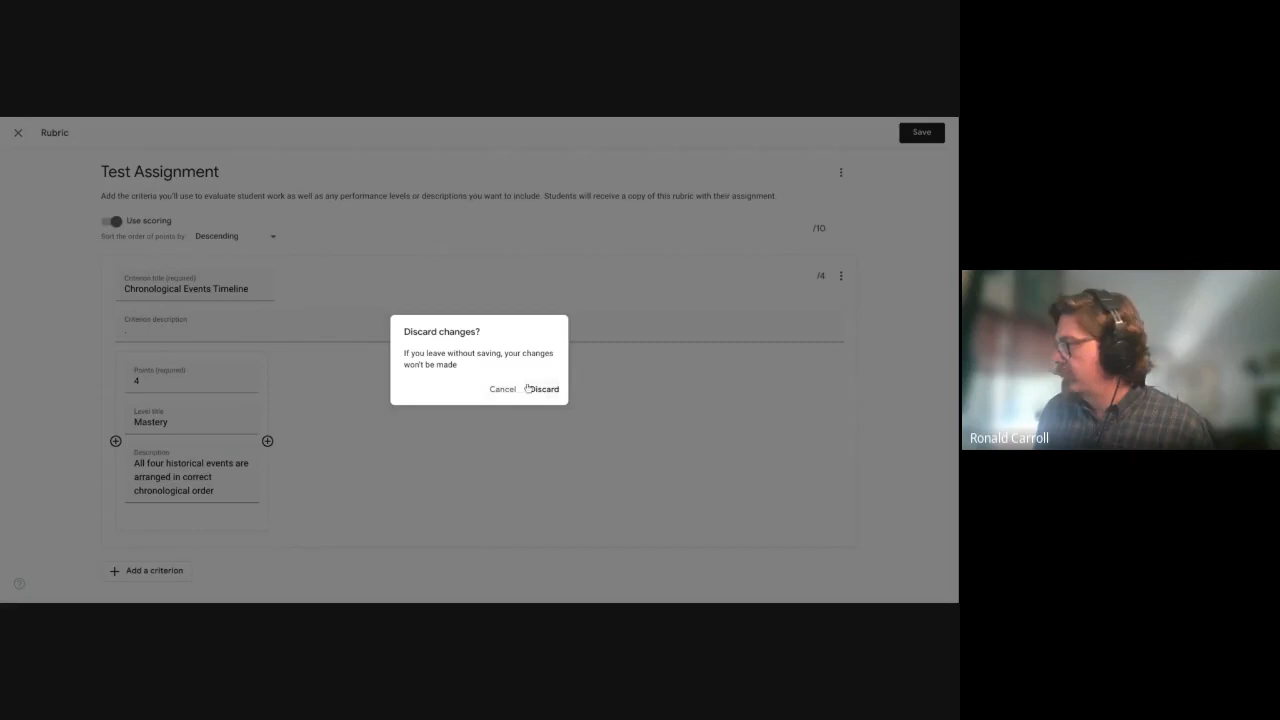 Rubric
Save
Test Assignment
Add the criteria you'll use to evaluate student work as well as any performance levels or descriptions you want to include. Students will receive a copy of this rubric with their assignment
Use scoring
Sort the order of points by: Descending
/10
Criterion title (required)
Chronological Events Timeline
/4
Criterion description
.
Discard changes?
If you leave without saving, your changes
won't be made
Cancel Discard
Points (required)
4
Level title
Mastery
Description
All four historical events are
arranged in correct
chronological order
Add a criterion
Ronald Carroll